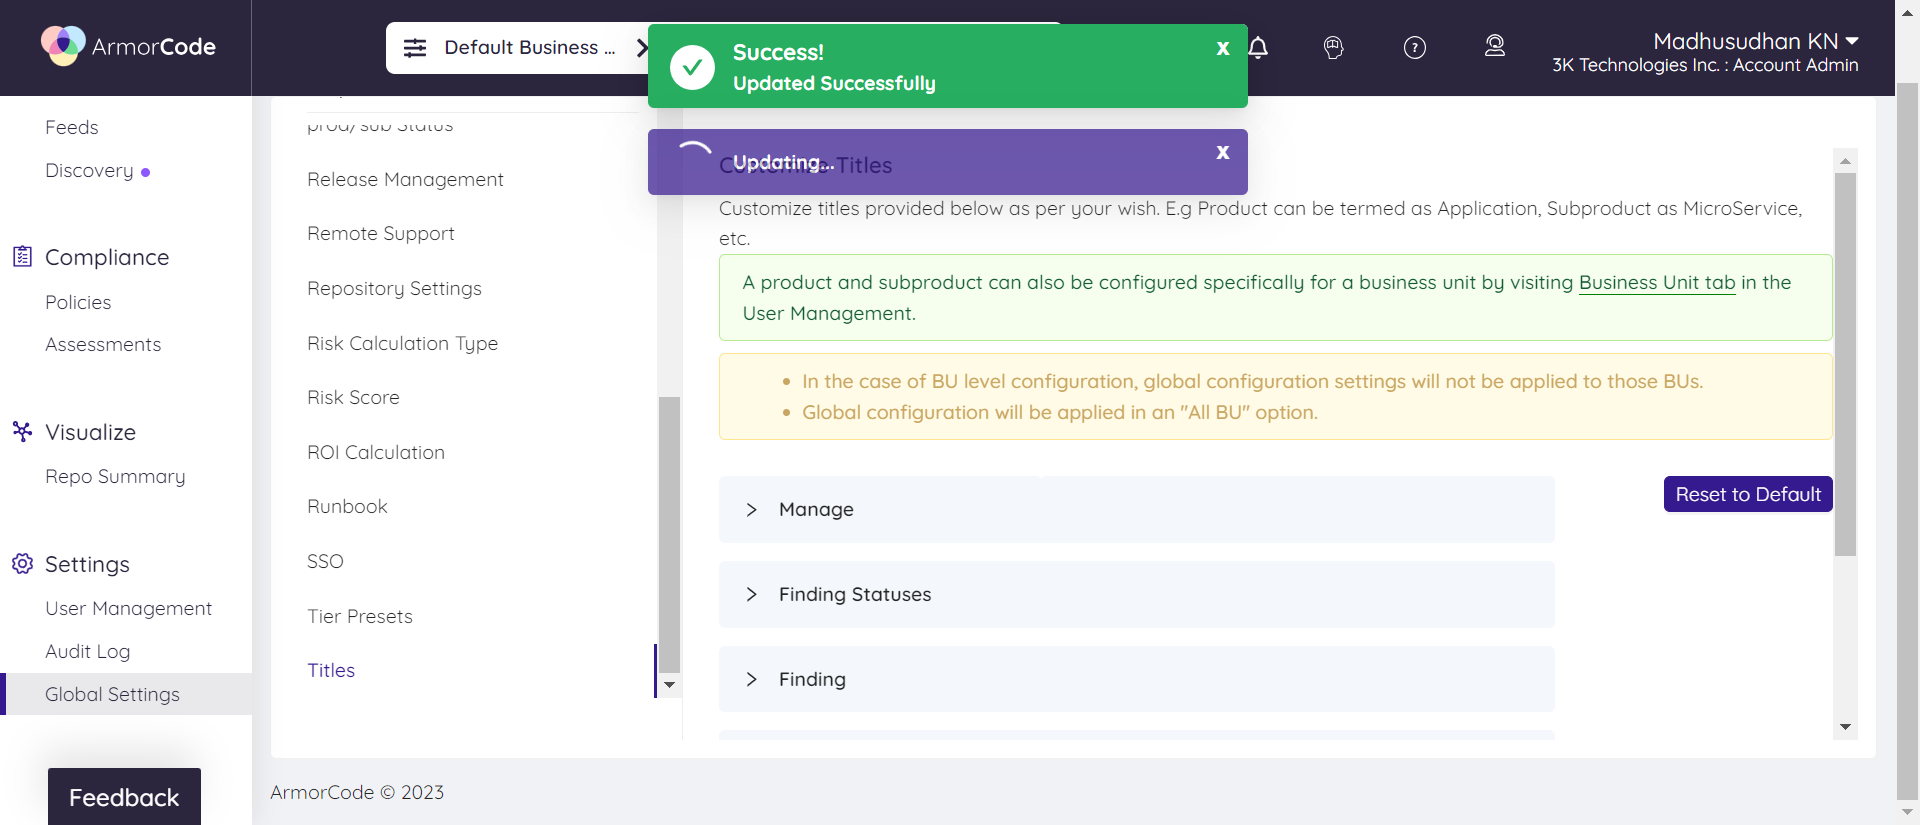 ArmorCode
Default Business ...
Success!
Updated Successfully
x
Updating...
x
Madhusudhan KN
3K Technologies Inc. : Account Admin
Feeds
Discovery
Compliance
Policies
Assessments
Visualize
Repo Summary
Settings
User Management
Audit Log
Global Settings
Feedback
prod/sub Status
Release Management
Remote Support
Repository Settings
Risk Calculation Type
Risk Score
ROI Calculation
Runbook
SSO
Tier Presets
Titles
Customize Titles
Customize titles provided below as per your wish. E.g Product can be termed as Application, Subproduct as MicroService,
etc.
A product and subproduct can also be configured specifically for a business unit by visiting Business Unit tab in the
User Management.
• In the case of BU level configuration, global configuration settings will not be applied to those BUs.
• Global configuration will be applied in an "All BU" option.
Manage
Reset to Default
Finding Statuses
Finding
ArmorCode © 2023